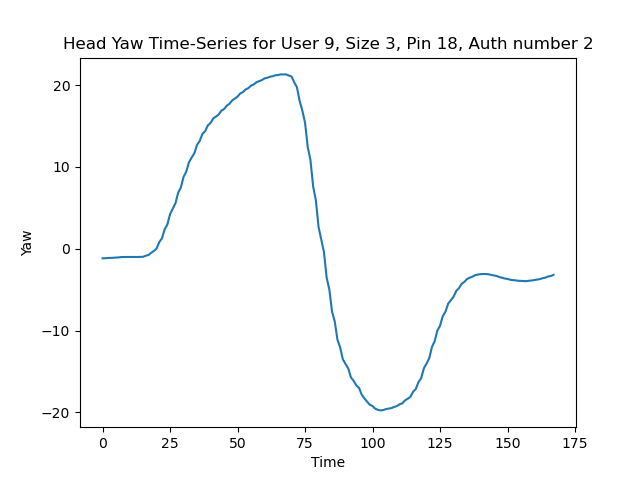 Head Yaw Time-Series for User 9, Size 3, Pin 18, Auth number 2
20
10
0
−10
−20
Yaw
0 25 50 75 100 125 150 175
Time